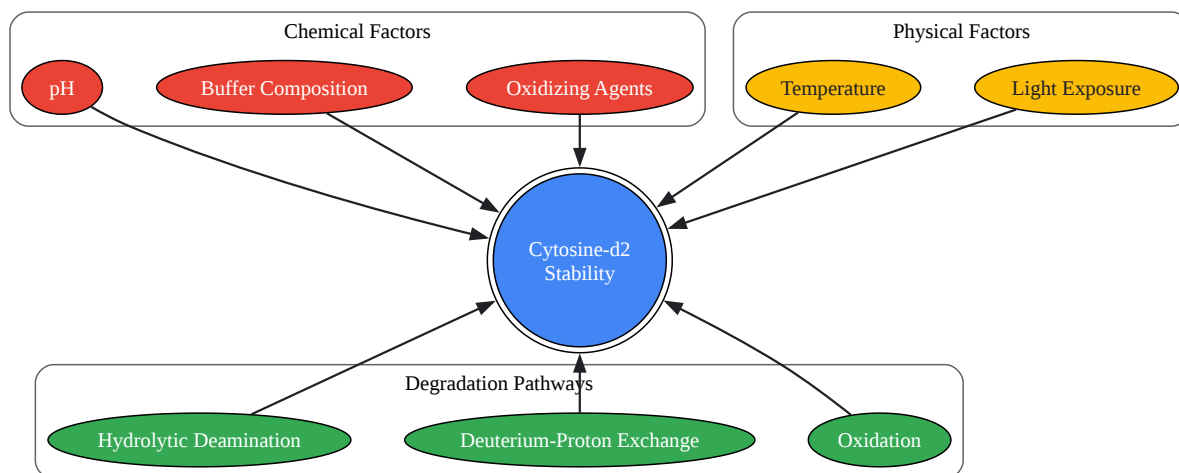 Chemical Factors
Physical Factors
pH
Buffer Composition
Oxidizing Agents
Temperature
Light Exposure
Cytosine-d2
Stability
Degradation Pathways
Hydrolytic Deamination
Deuterium-Proton Exchange
Oxidation